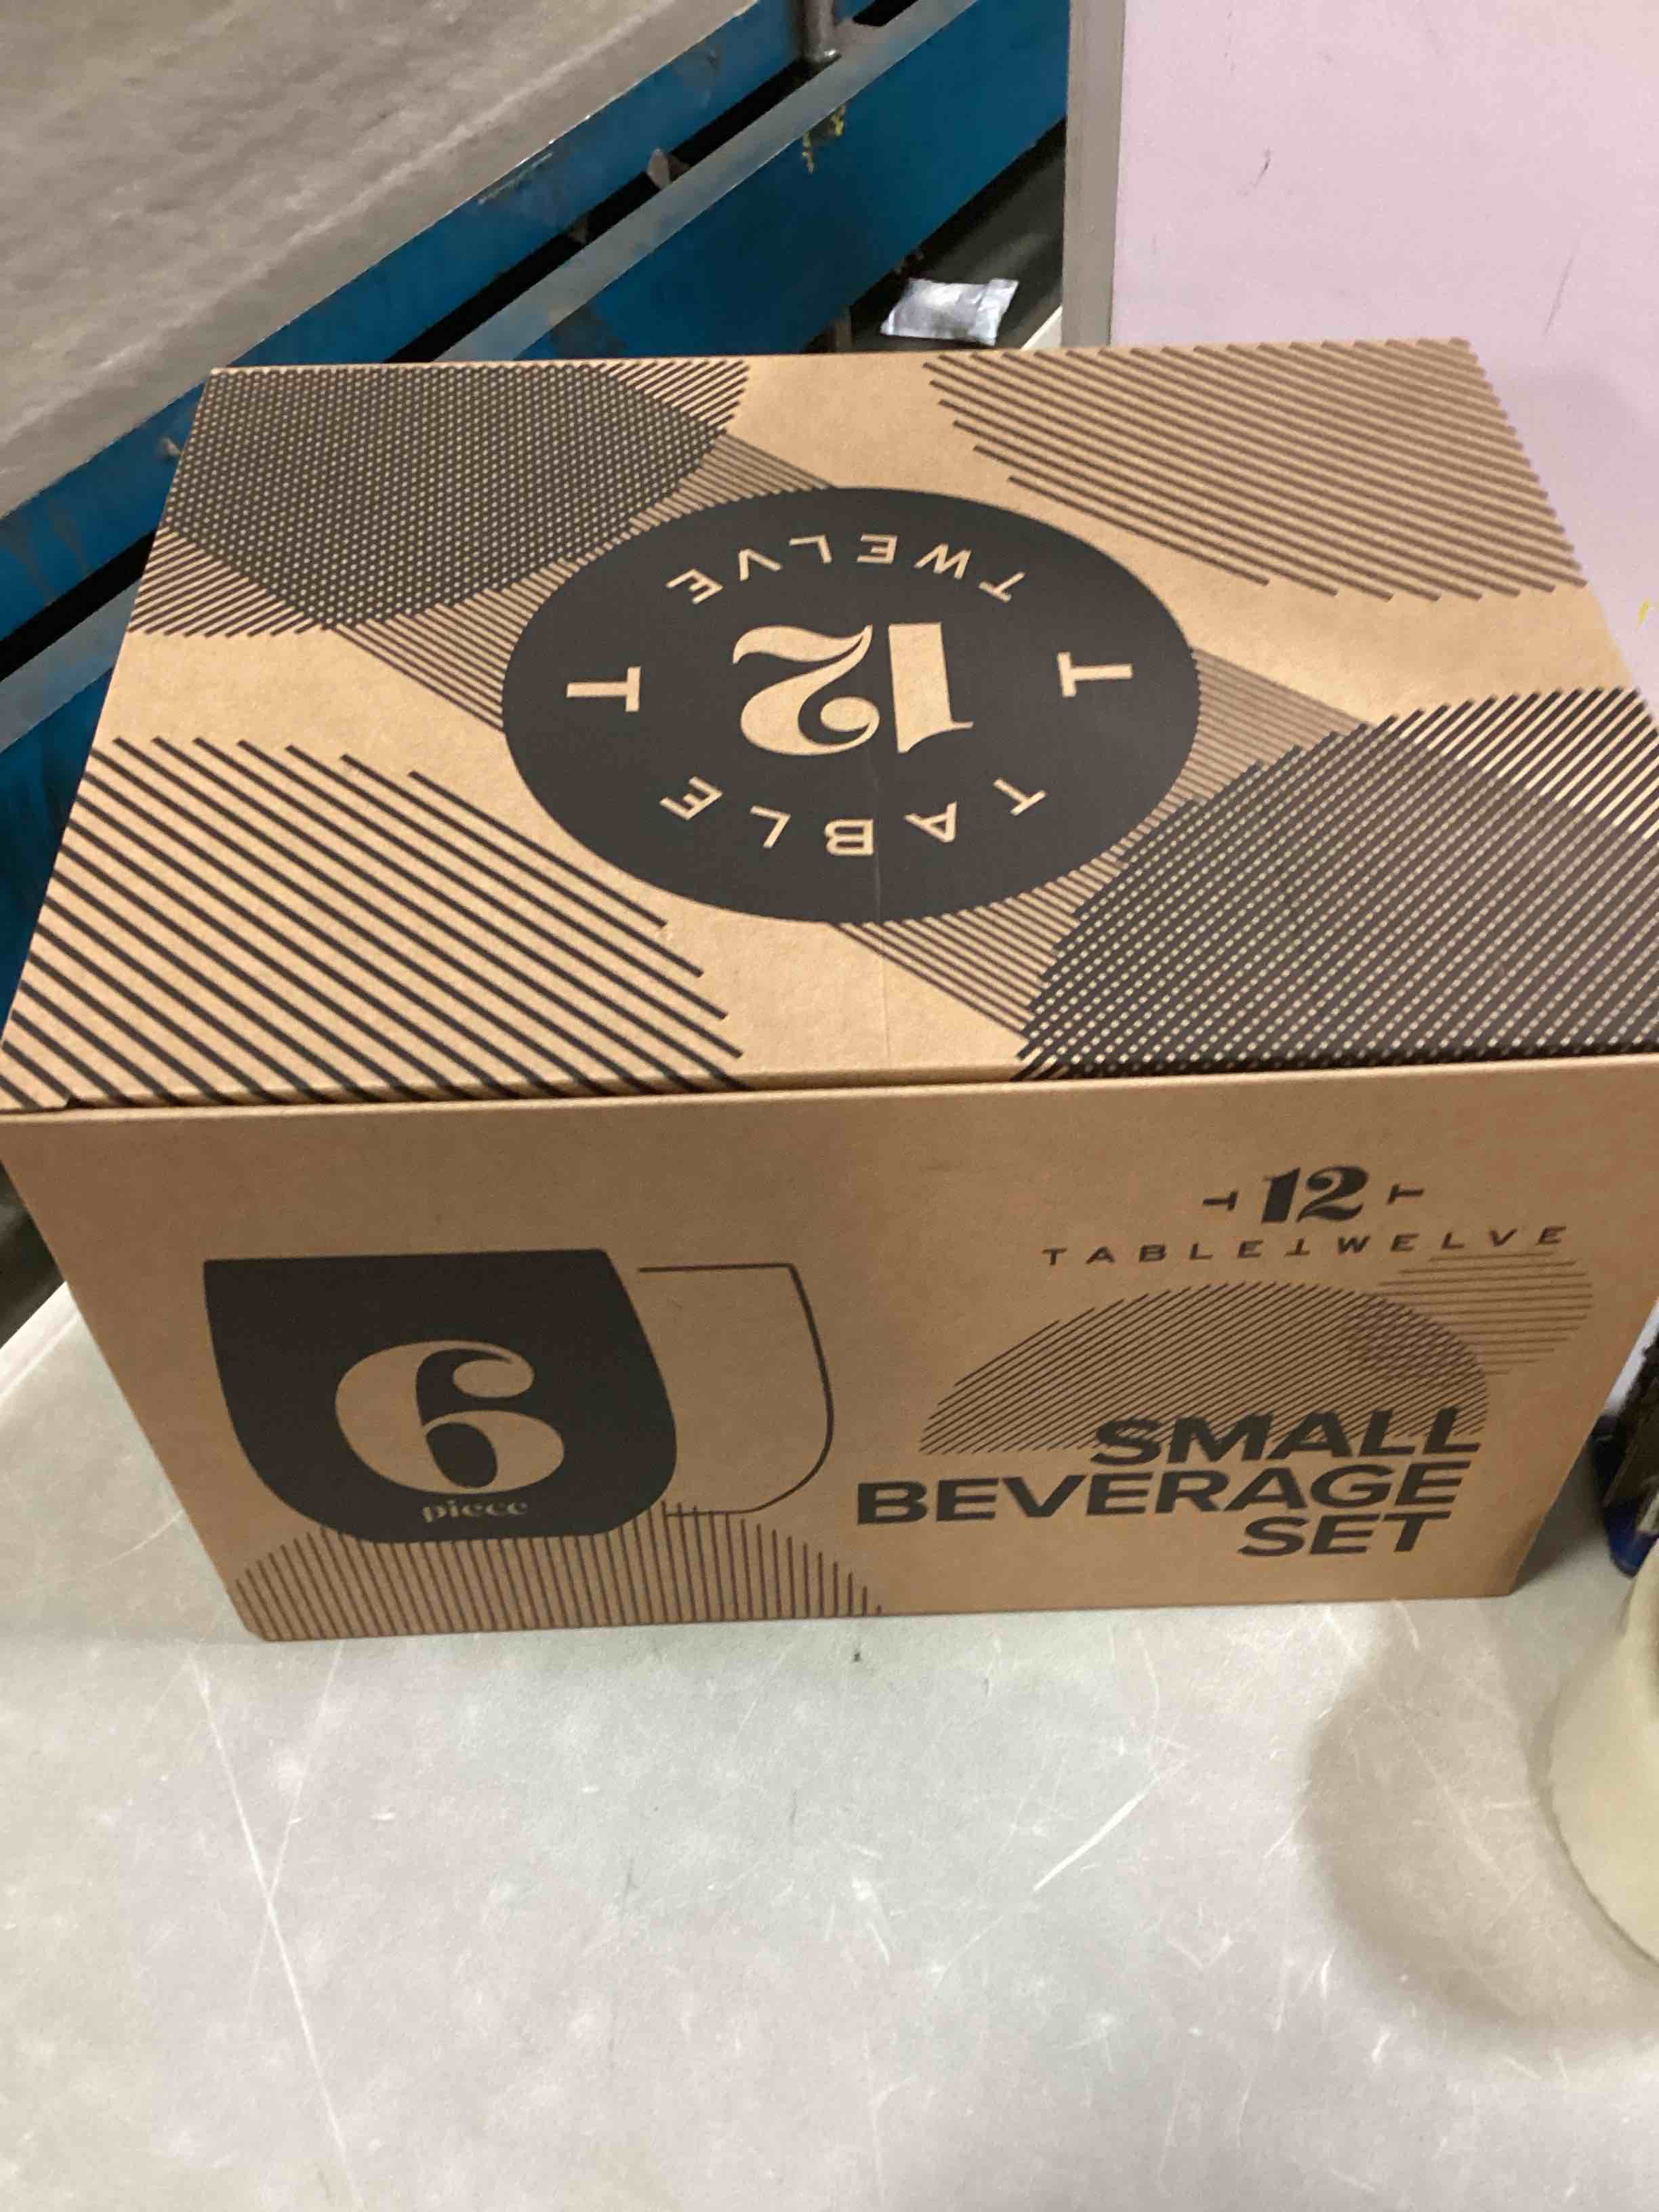 TABLE
T 12 T
TWELVE
T 12 T
TABLETWELVE
6
piece
SMALL
BEVERAGE
SET